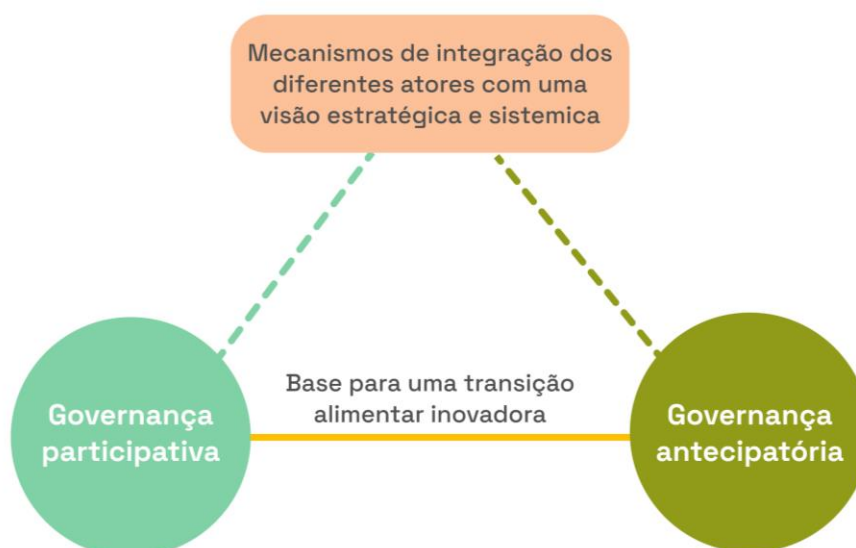 Mecanismos de integração dos
diferentes atores com uma
visão estratégica e sistemica
Base para uma transição
alimentar inovadora
Governança
participativa
Governança
antecipatória